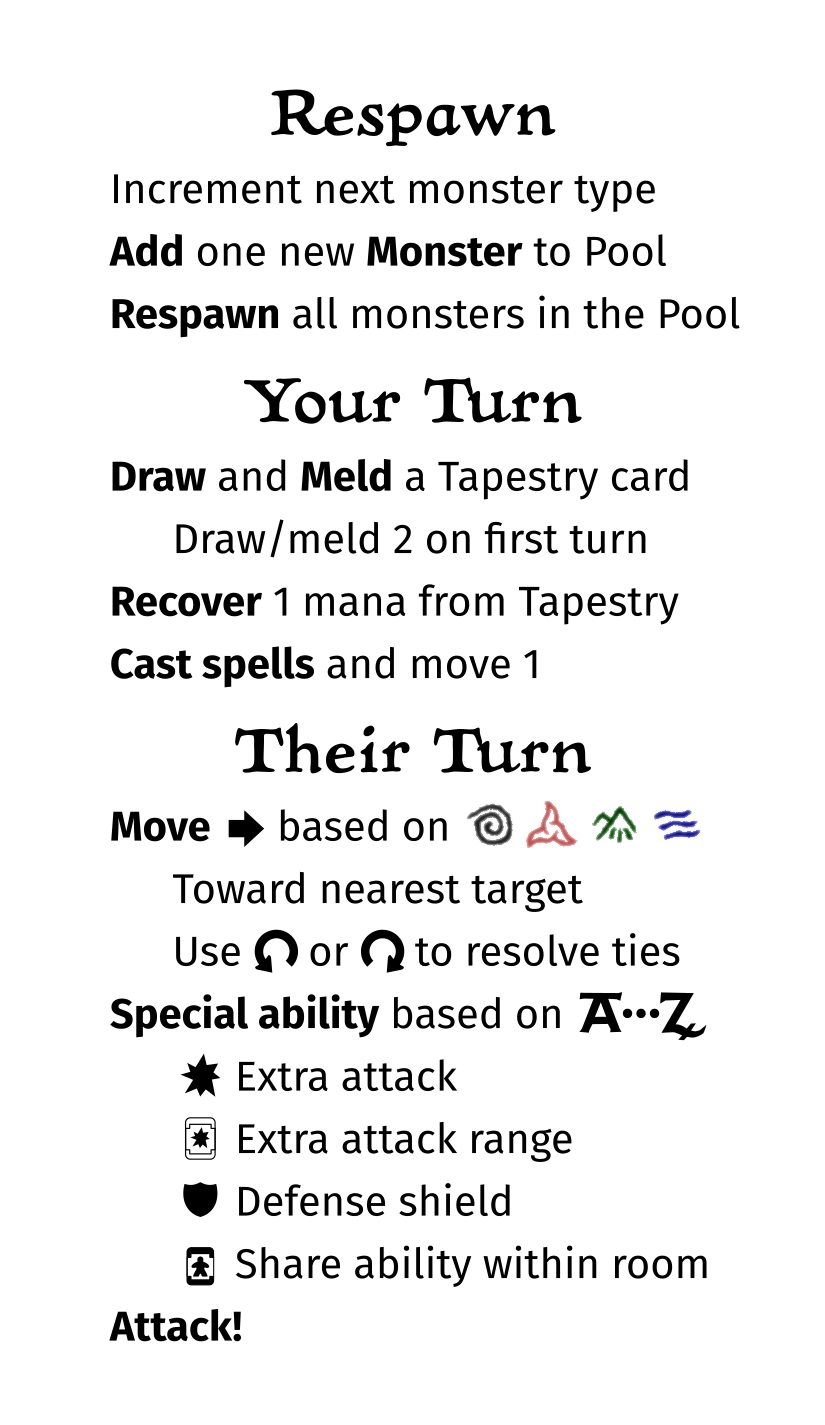 Respawn
Increment next monster type
Add one new Monster to Pool
Respawn all monsters in the Pool
Your Turn
Draw and Meld a Tapestry card
Draw/meld 2 on first turn
Recover 1 mana from Tapestry
Cast spells and move 1
Their Turn
Move based on
Toward nearest target
Use or to resolve ties
Special ability based on A···Z
Extra attack
Extra attack range
Defense shield
Share ability within room
Attack!